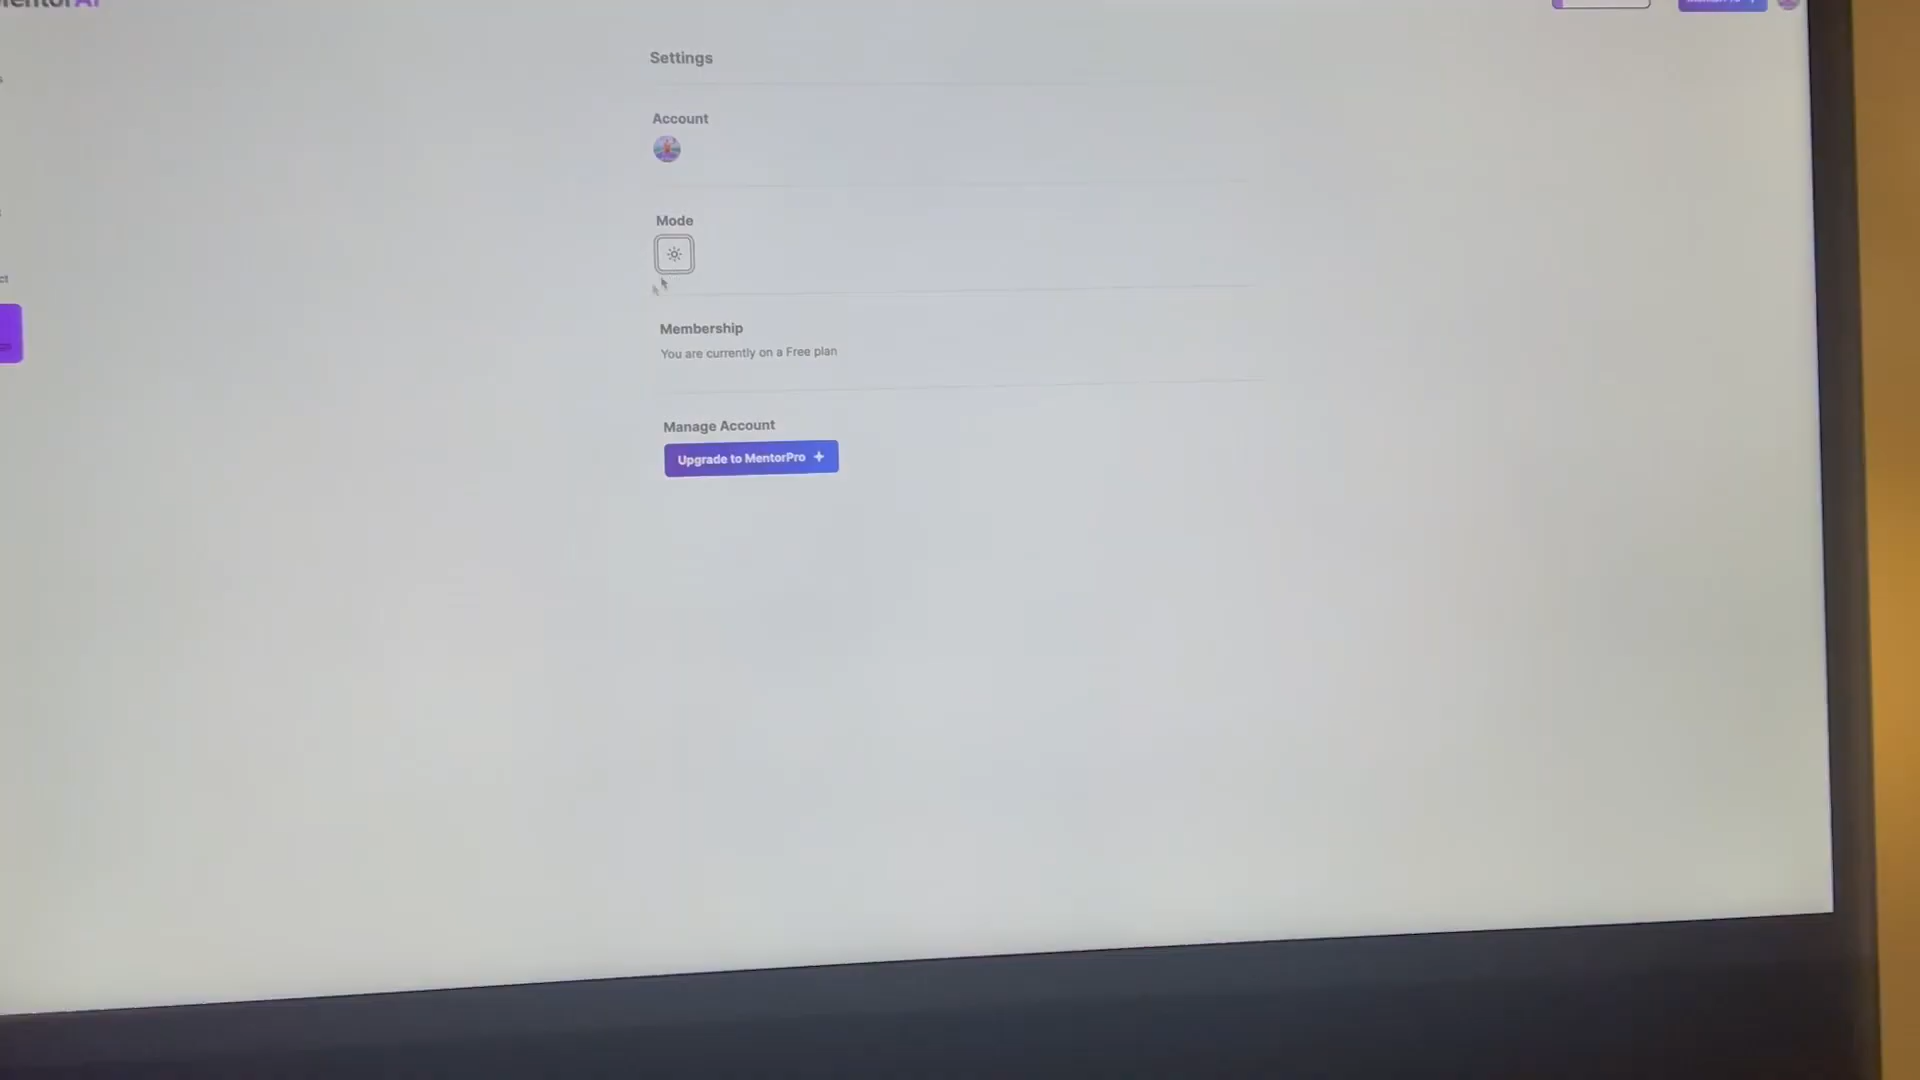 Settings
Account
Mode
Membership
You are currently on a Free plan
Manage Account
Upgrade to MentorPro +